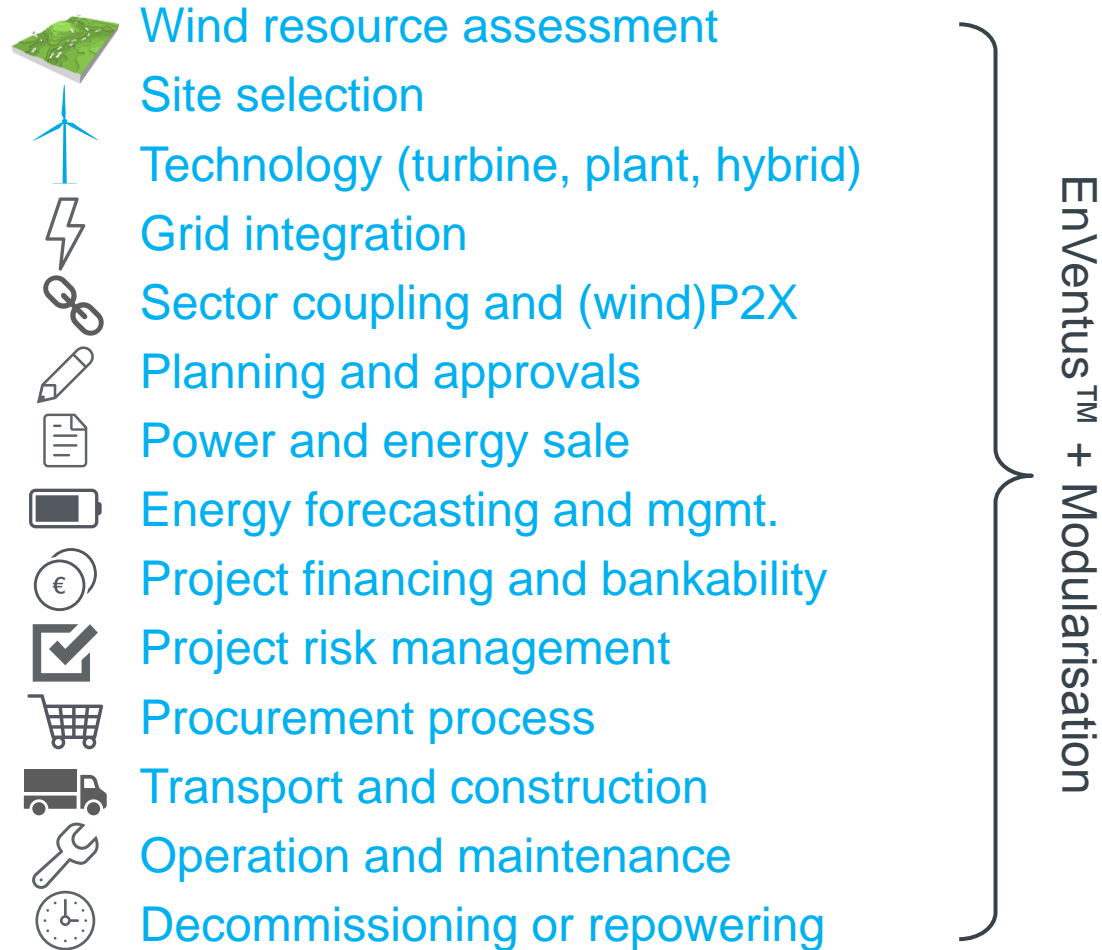 Wind resource assessment
Site selection
Technology (turbine, plant, hybrid)
Grid integration
Sector coupling and (wind)P2X
Planning and approvals
Power and energy sale
Energy forecasting and mgmt.
€
Project financing and bankability
Project risk management
Procurement process
Transport and construction
Operation and maintenance
Decommissioning or repowering
EnVentus™ + Modularisation